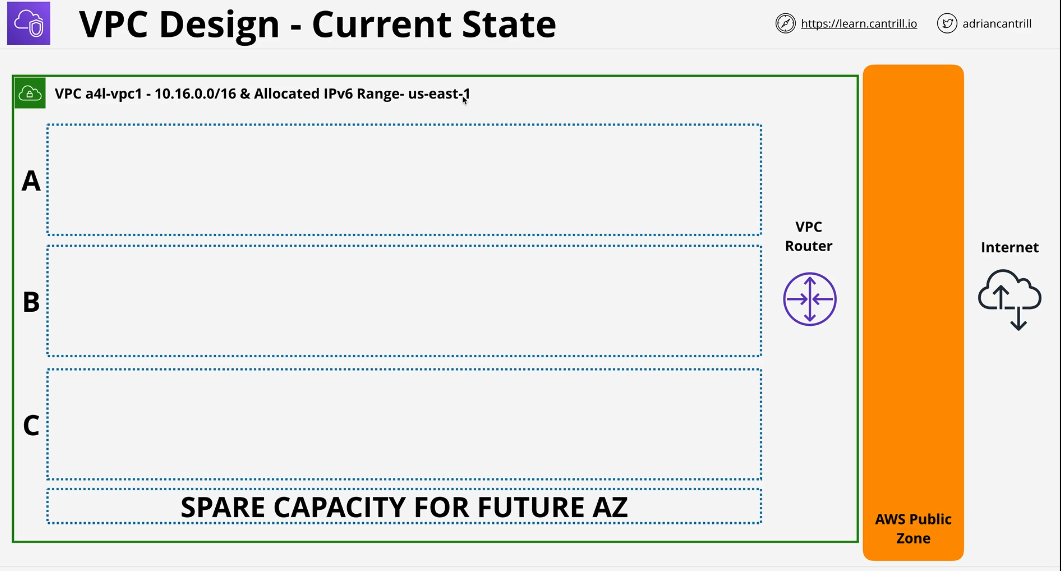 VPC Design - Current State
https://learn.cantrill.io
adriancantrill
VPC a4l-vpc1 - 10.16.0.0/16 & Allocated IPv6 Range- us-east-1
A
B
C
VPC
Router
Internet
SPARE CAPACITY FOR FUTURE AZ
AWS Public
Zone